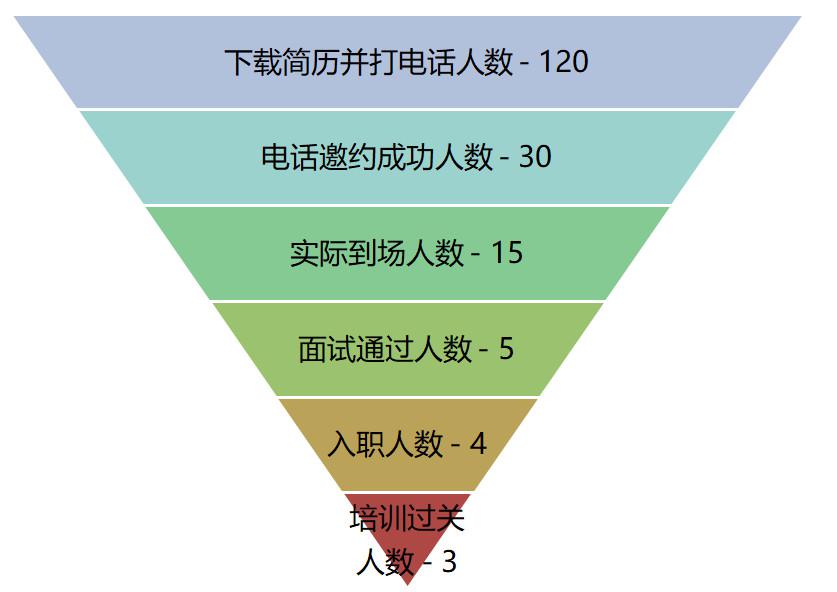 下载简历并打电话人数 - 120
电话邀约成功人数 - 30
实际到场人数 - 15
面试通过人数 - 5
入职人数 - 4
培训过关
人数 - 3